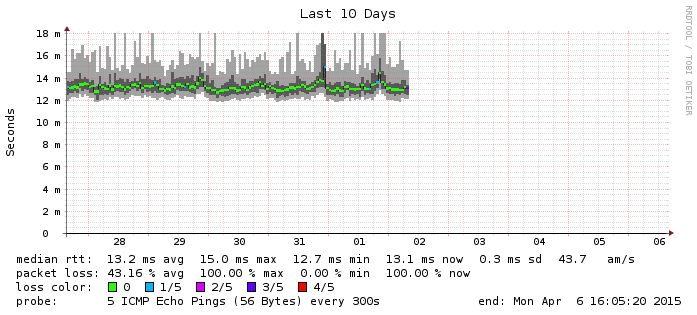 Last 10 Days
RRDTOOL / TOBI OETIKER
Seconds
18 m
16 m
14 m
12 m
10 m
8 m
6 m
4 m
2 m
0
28 29 30 31 01 02 03 04 05 06
median rtt: 13.2 ms avg 15.0 ms max 12.7 ms min 13.1 ms now 0.3 ms sd 43.7 am/s
packet loss: 43.16 % avg 100.00 % max 0.00 % min 100.00 % now
loss color: 0 1/5 2/5 3/5 4/5
probe: 5 ICMP Echo Pings (56 Bytes) every 300s end: Mon Apr 6 16:05:20 2015